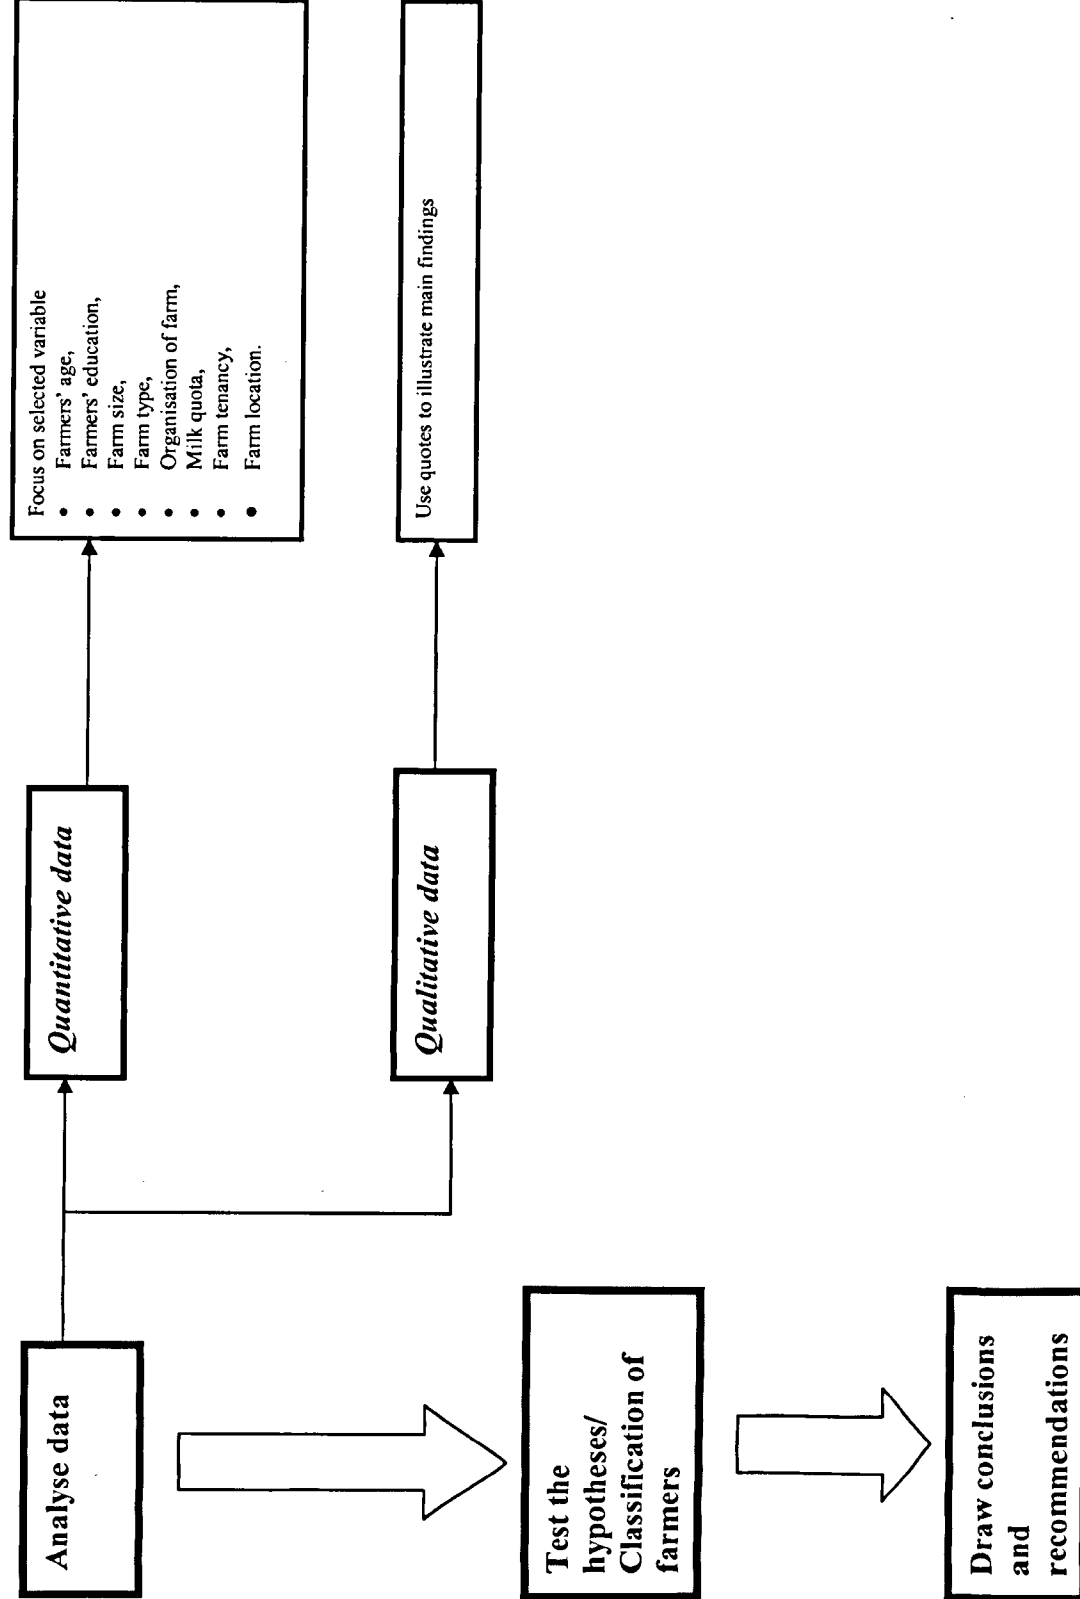 Analyse data
Quantitative data
Focus on selected variable
• Farmers' age,
• Farmers' education,
• Farm size,
• Farm type,
• Organisation of farm,
• Milk quota,
• Farm tenancy,
• Farm location.
Qualitative data
Use quotes to illustrate main findings
Test the
hypotheses/
Classification of
farmers
Draw conclusions
and
recommendations